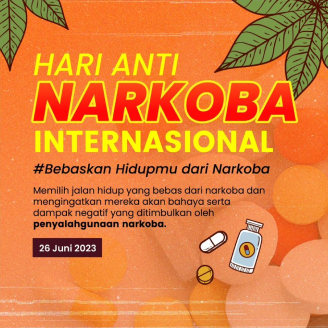 HARI ANTI
NARKOBA
INTERNASIONAL
#Bebaskan Hidupmu dari Narkoba
Memilih jalan hidup yang bebas dari narkoba dan
mengingatkan mereka akan bahaya serta
dampak negatif yang ditimbulkan oleh
penyalahgunaan narkoba.
26 Juni 2023